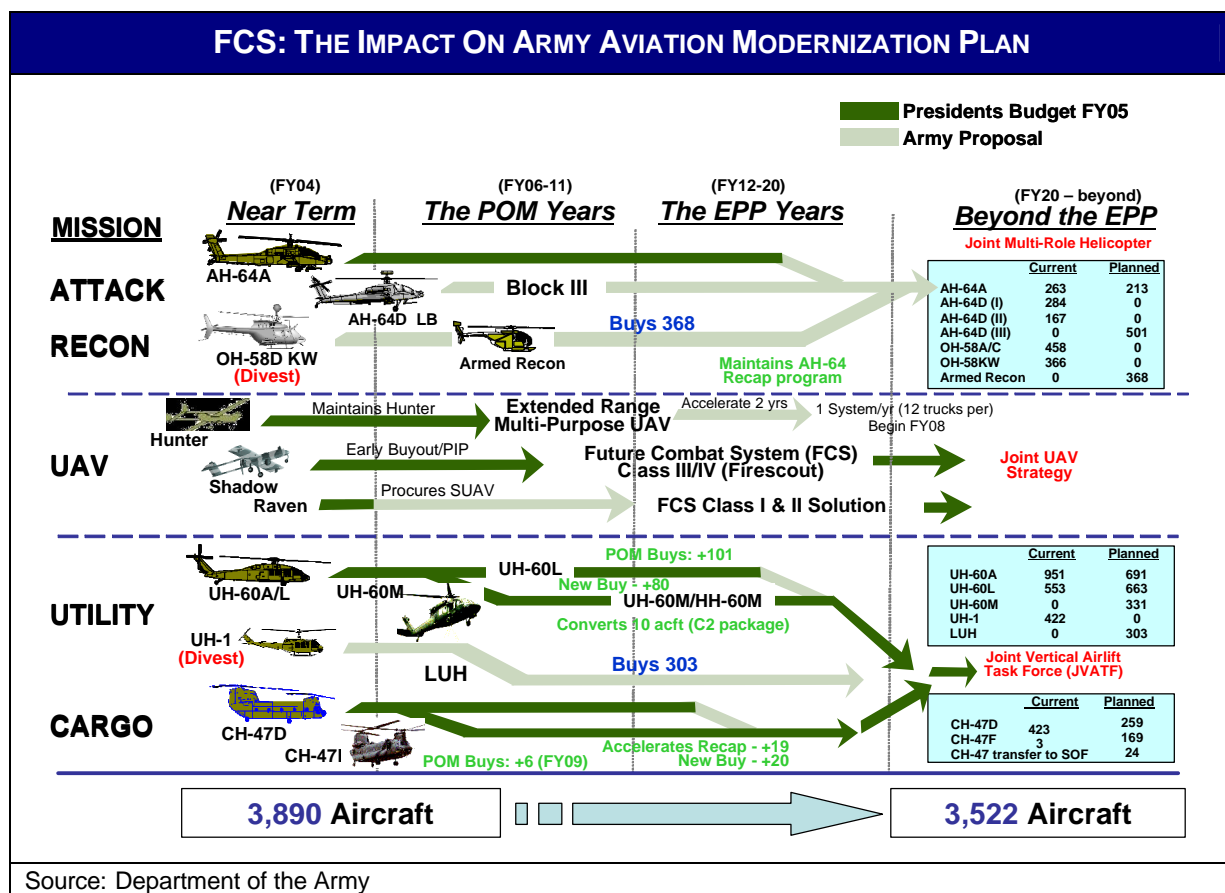 FCS: THE IMPACT ON ARMY AVIATION MODERNIZATION PLAN
Presidents Budget FY05
Army Proposal
(FY04)
Near Term
(FY06-11)
The POM Years
(FY12-20)
The EPP Years
(FY20 – beyond)
Beyond the EPP
MISSION
Joint Multi-Role Helicopter
AH-64A
ATTACK
AH-64D LB
Block III
RECON
OH-58D KW
(Divest)
Armed Recon
Buys 368
Maintains AH-64
Recap program
Current Planned
AH-64A 263 213
AH-64D (I) 284 0
AH-64D (II) 167 0
AH-64D (III) 0 501
OH-58A/C 458 0
OH-58KW 366 0
Armed Recon 0 368
UAV
Hunter
Maintains Hunter
Extended Range
Multi-Purpose UAV
Accelerate 2 yrs
1 System/yr (12 trucks per)
Begin FY08
Shadow
Early Buyout/PIP
Future Combat System (FCS)
Class III/IV (Firescout)
Raven
Procures SUAV
FCS Class I & II Solution
Joint UAV
Strategy
UTILITY
UH-60A/L
UH-60L
POM Buys: +101
UH-60M
New Buy - +80
UH-60M/HH-60M
Converts 10 acft (C2 package)
UH-1
(Divest)
LUH
Buys 303
Current Planned
UH-60A 951 691
UH-60L 553 663
UH-60M 0 331
UH-1 422 0
LUH 0 303
Joint Vertical Airlift
Task Force (JVATF)
CARGO
CH-47D
CH-47I
POM Buys: +6 (FY09)
Accelerates Recap - +19
New Buy - +20
Current Planned
CH-47D 423 259
CH-47F 3 169
CH-47 transfer to SOF 24
3,890 Aircraft
3,522 Aircraft
Source: Department of the Army